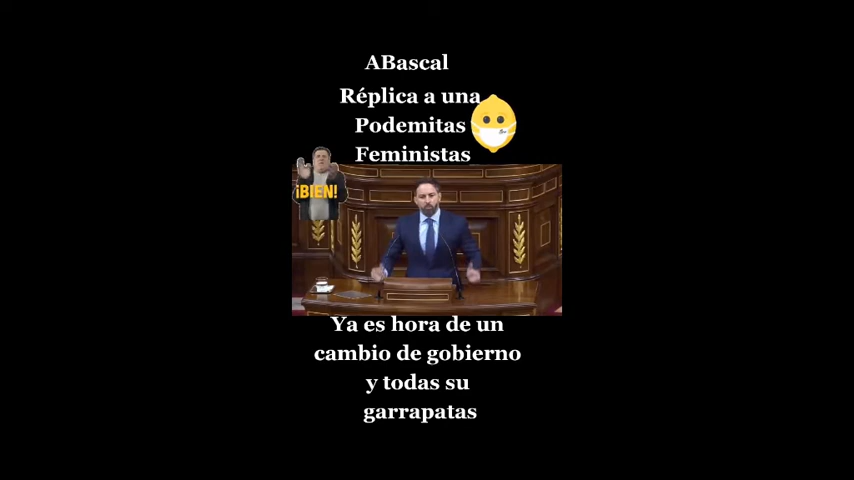 ABascal
Réplica a una
Podemitas
Feministas
¡BIEN!
Ya es hora de un
cambio de gobierno
y todas su
garrapatas